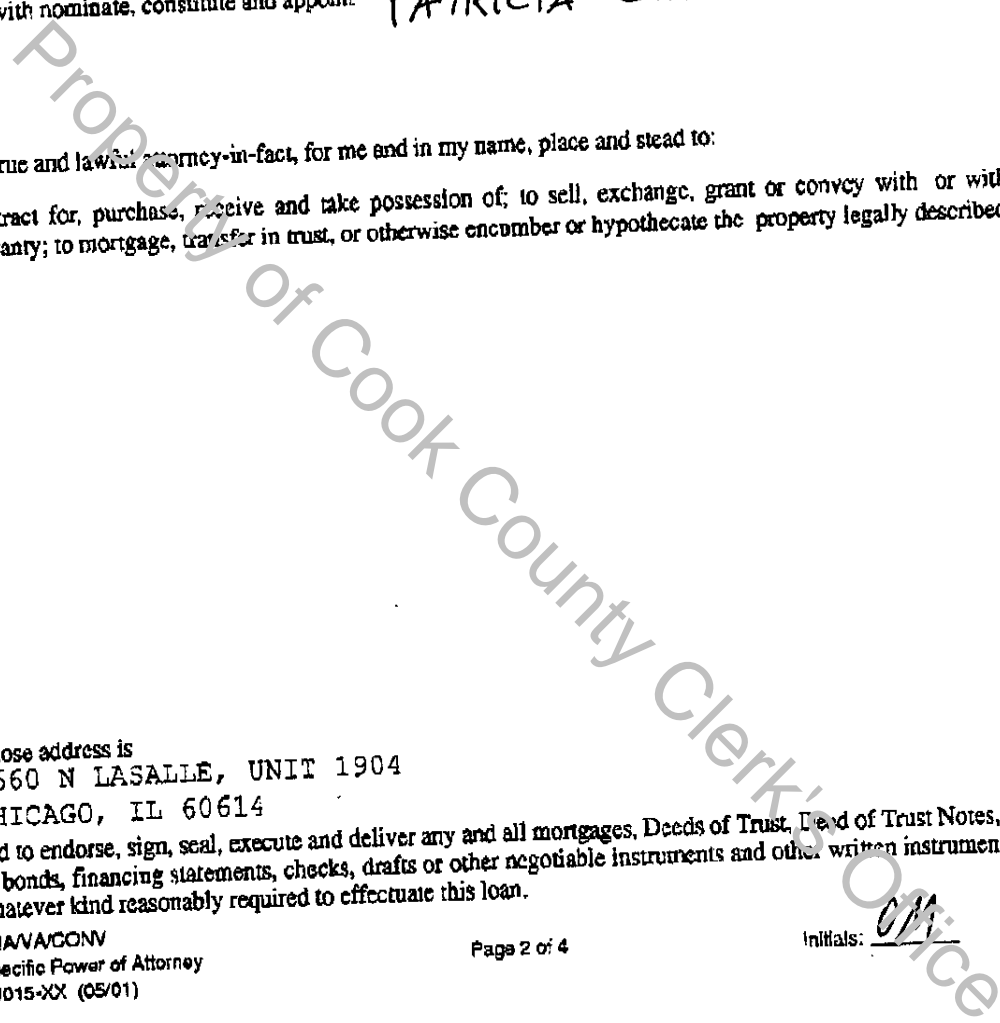 with nominate, constitute and appoint PATRICIA
rue and lawful attorney-in-fact, for me and in my name, place and stead to:
tract for, purchase, receive and take possession of; to sell, exchange, grant or convey with or with
anty; to mortgage, transfer in trust, or otherwise encumber or hypothecate the property legally described
ose address is
660 N LASALLE, UNIT 1904
HICAGO, IL 60614
d to endorse, sign, seal, execute and deliver any and all mortgages, Deeds of Trust, Deed of Trust Notes,
bonds, financing statements, checks, drafts or other negotiable instruments and other written instrumen
hatever kind reasonably required to effectuate this loan.
IA/VA/CONV
ecific Power of Attorney
1015-XX (05/01)
Page 2 of 4
Initials:
Property of Cook County Clerk's Office